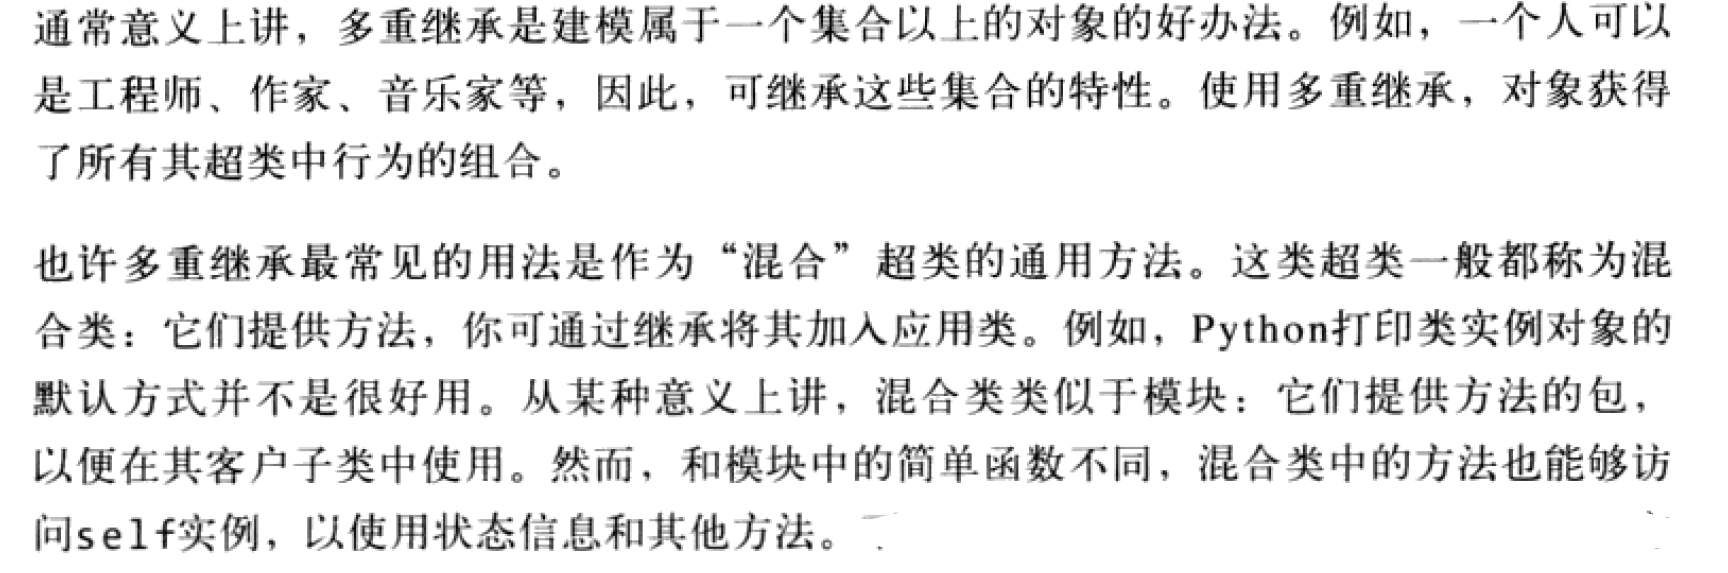 通常意义上讲，多重继承是建模属于一个集合以上的对象的好办法。例如，一个人可以
是工程师、作家、音乐家等，因此，可继承这些集合的特性。使用多重继承，对象获得
了所有其超类中行为的组合。
也许多重继承最常见的用法是作为“混合”超类的通用方法。这类超类一般都称为混
合类：它们提供方法，你可通过继承将其加入应用类。例如，Python打印类实例对象的
默认方式并不是很好用。从某种意义上讲，混合类类似于模块：它们提供方法的包，
以便在其客户子类中使用。然而，和模块中的简单函数不同，混合类中的方法也能够访
问self实例，以使用状态信息和其他方法。